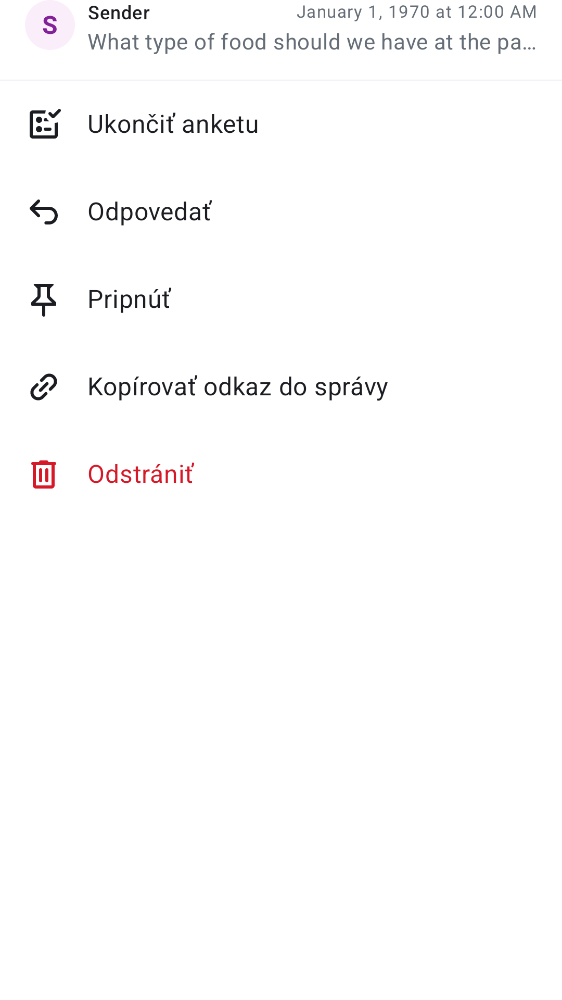 S
Sender
January 1, 1970 at 12:00 AM
What type of food should we have at the pa…
Ukončiť anketu
Odpovedať
Pripnúť
Kopírovať odkaz do správy
Odstrániť